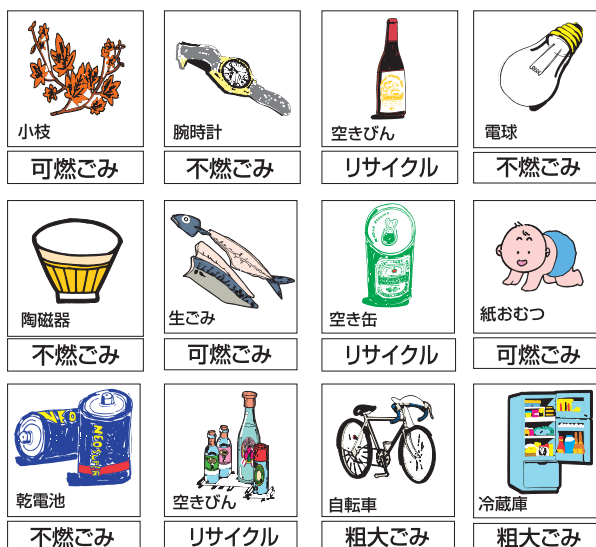 小枝
腕時計
空きびん
電球
可燃ごみ
不燃ごみ
リサイクル
不燃ごみ
陶磁器
生ごみ
空き缶
紙おむつ
不燃ごみ
可燃ごみ
リサイクル
可燃ごみ
NEO
NEO
乾電池
空きびん
自転車
冷蔵庫
不燃ごみ
リサイクル
粗大ごみ
粗大ごみ